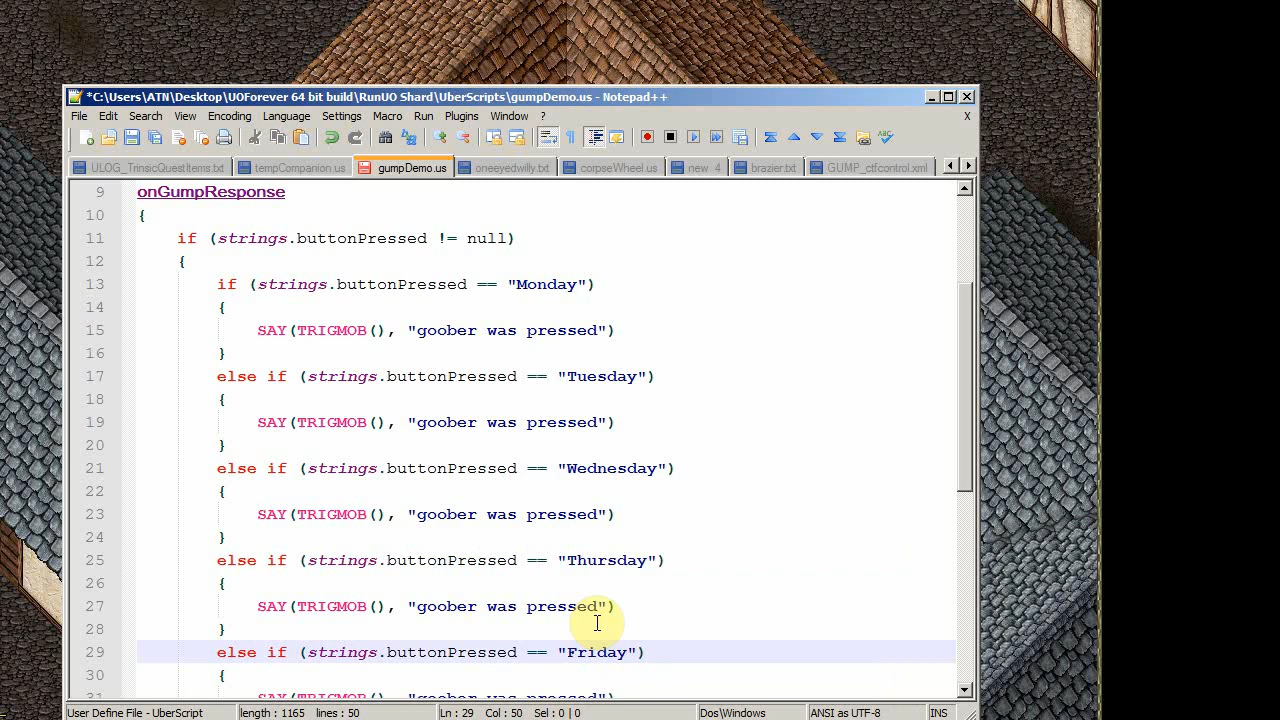 *C:\Users\ATN\Desktop\UOForever 64 bit build\RunUO Shard\UberScripts\gumpDemo.us - Notepad++
File Edit Search View Encoding Language Settings Macro Run Plugins Window ? X
ULOG_TrinsicQuestItems.txt tempCompanion.us gumpDemo.us oneeyedwilly.txt corpseWheel.us new 4 brazier.txt GUMP_ctfcontrol.xml
9 onGumpResponse
10 {
11 if (strings.buttonPressed != null)
12 {
13 if (strings.buttonPressed == "Monday")
14 {
15 SAY(TRIGMOB(), "goober was pressed")
16 }
17 else if (strings.buttonPressed == "Tuesday")
18 {
19 SAY(TRIGMOB(), "goober was pressed")
20 }
21 else if (strings.buttonPressed == "Wednesday")
22 {
23 SAY(TRIGMOB(), "goober was pressed")
24 }
25 else if (strings.buttonPressed == "Thursday")
26 {
27 SAY(TRIGMOB(), "goober was pressed")
28 }
29 else if (strings.buttonPressed == "Friday")
30 {
31 SAY(TRIGMOB(), "goober was pressed")
User Define File - UberScript length : 1165 lines : 50 Ln : 29 Col : 50 Sel : 0 | 0 Dos\Windows ANSI as UTF-8 INS